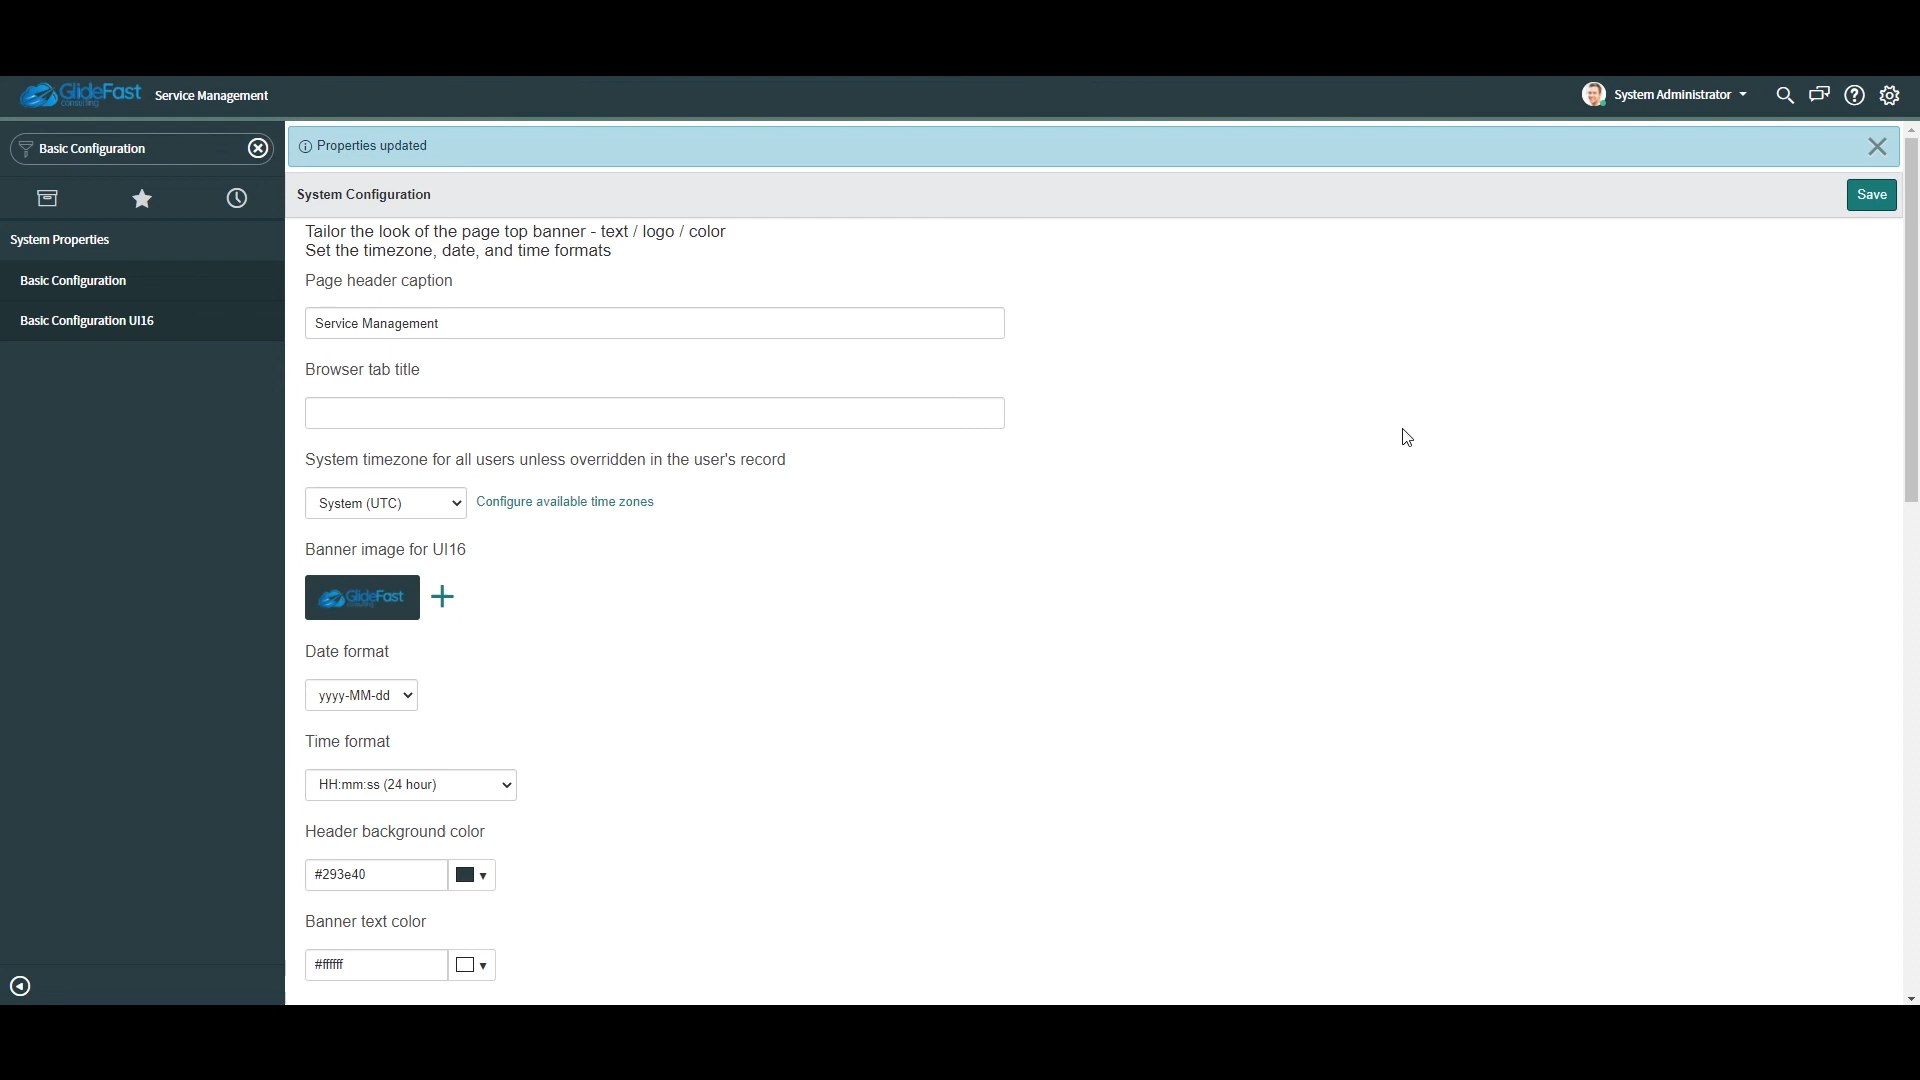 GlideFast
consulting
Service Management
System Administrator
Basic Configuration
Properties updated
System Properties
Basic Configuration
Basic Configuration UI16
System Configuration
Save
Tailor the look of the page top banner - text / logo / color
Set the timezone, date, and time formats
Page header caption
Service Management
Browser tab title
System timezone for all users unless overridden in the user's record
System (UTC)
Configure available time zones
Banner image for UI16
GlideFast
consulting
Date format
yyyy-MM-dd
Time format
HH:mm:ss (24 hour)
Header background color
#293e40
Banner text color
#ffffff